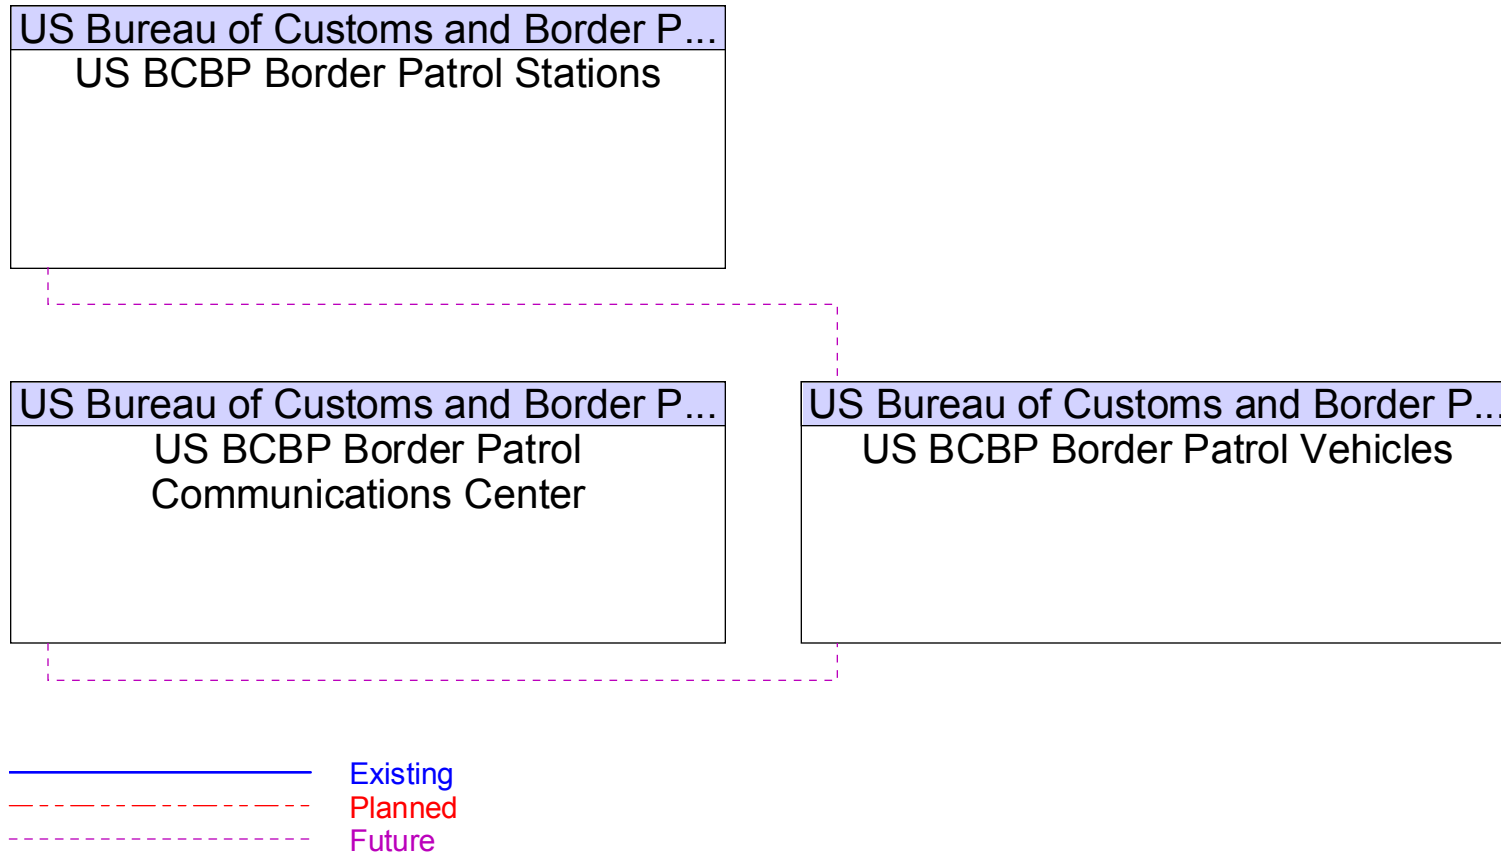 US Bureau of Customs and Border P...
US BCBP Border Patrol Stations
US Bureau of Customs and Border P...
US BCBP Border Patrol
Communications Center
US Bureau of Customs and Border P...
US BCBP Border Patrol Vehicles
Existing
Planned
Future